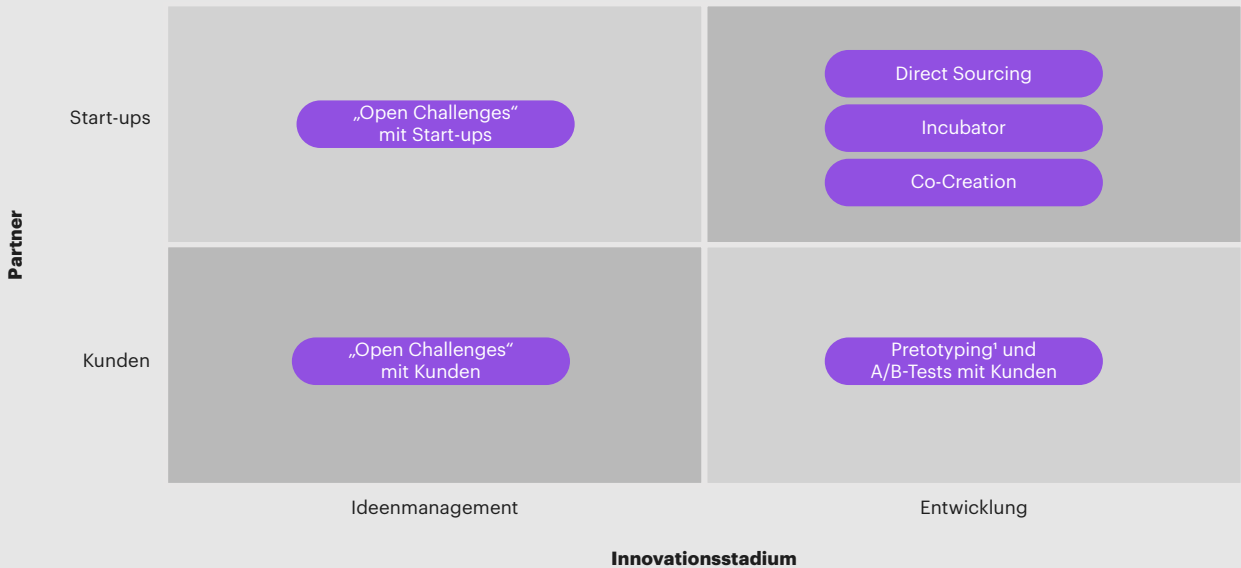 Partner
Start-ups
„Open Challenges“
mit Start-ups
Direct Sourcing
Incubator
Co-Creation
Kunden
„Open Challenges“
mit Kunden
Pretotyping¹ und
A/B-Tests mit Kunden
Ideenmanagement
Entwicklung
Innovationsstadium